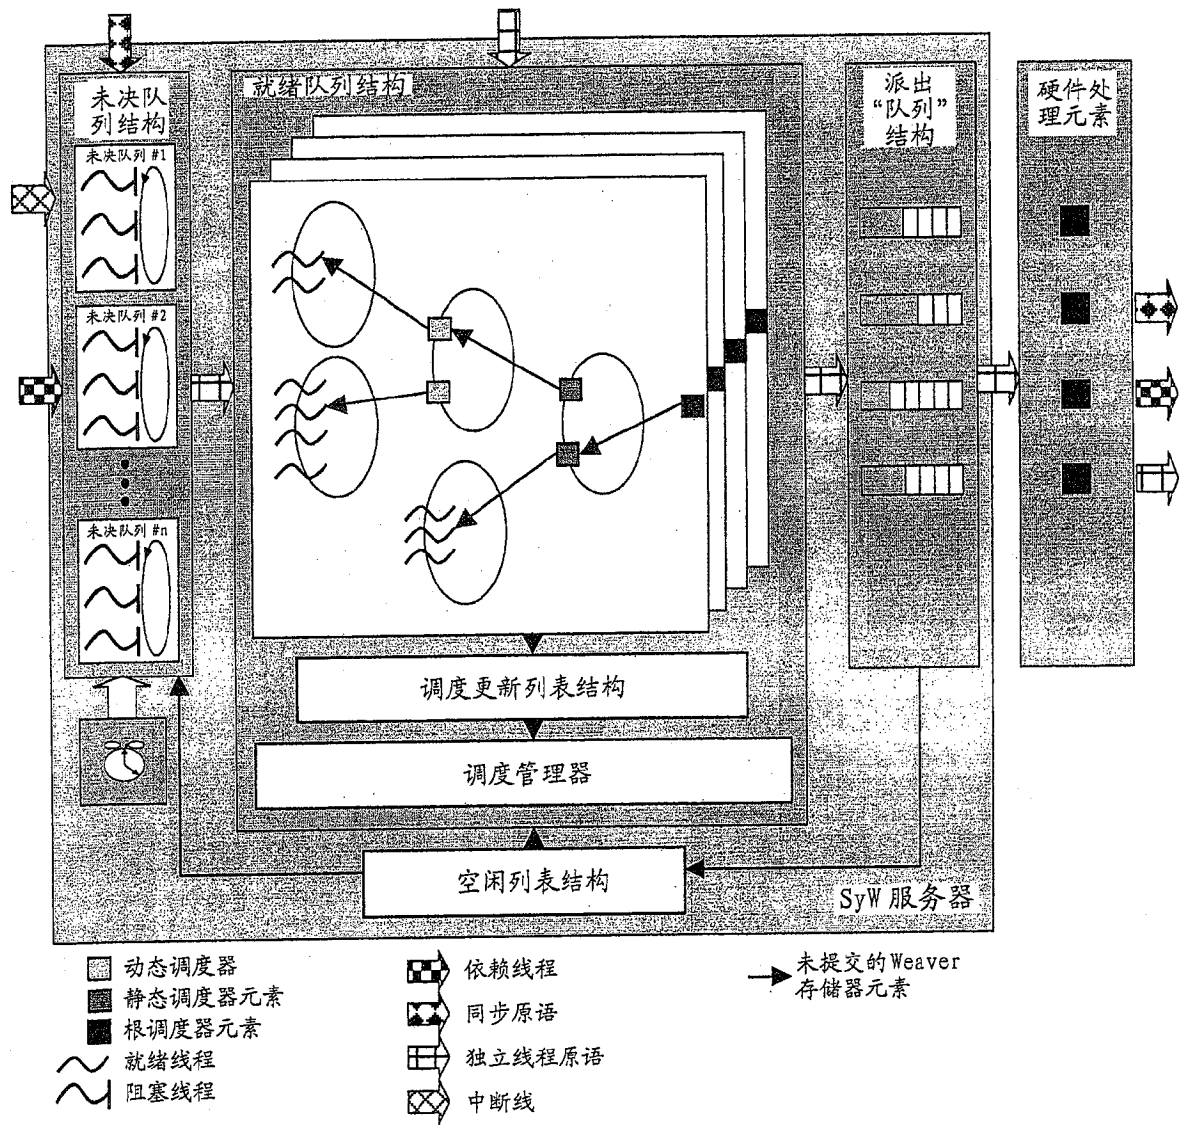 未决队
列结构
未决队列 #1
未决队列 #2
未决队列 #n
就绪队列结构
调度更新列表结构
调度管理器
空闲列表结构
派出
“队列”
结构
硬件处
理元素
SyW 服务器
动态调度器
静态调度器元素
根调度器元素
就绪线程
阻塞线程
依赖线程
同步原语
独立线程原语
中断线
未提交的Weaver
存储器元素